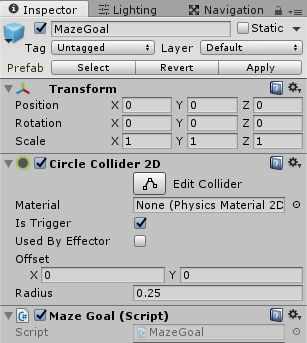 Inspector Lighting Navigation
MazeGoal Static
Tag Untagged Layer Default
Prefab Select Revert Apply
Transform
Position X 0 Y 0 Z 0
Rotation X 0 Y 0 Z 0
Scale X 1 Y 1 Z 1
Circle Collider 2D
Edit Collider
Material None (Physics Material 2D
Is Trigger
Used By Effector
Offset
X 0 Y 0
Radius 0.25
Maze Goal (Script)
Script MazeGoal